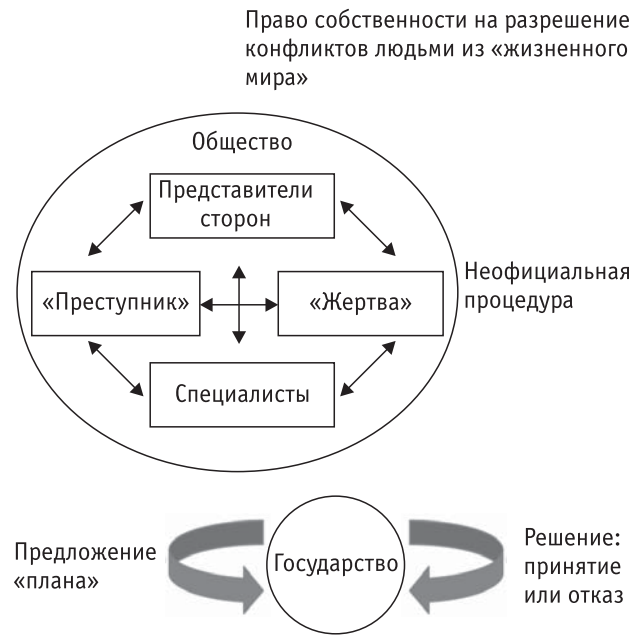 Право собственности на разрешение
конфликтов людьми из «жизненного
мира»
Общество
Представители
сторон
«Преступник»
«Жертва»
Неофициальная
процедура
Специалисты
Предложение
«плана»
Государство
Решение:
принятие
или отказ